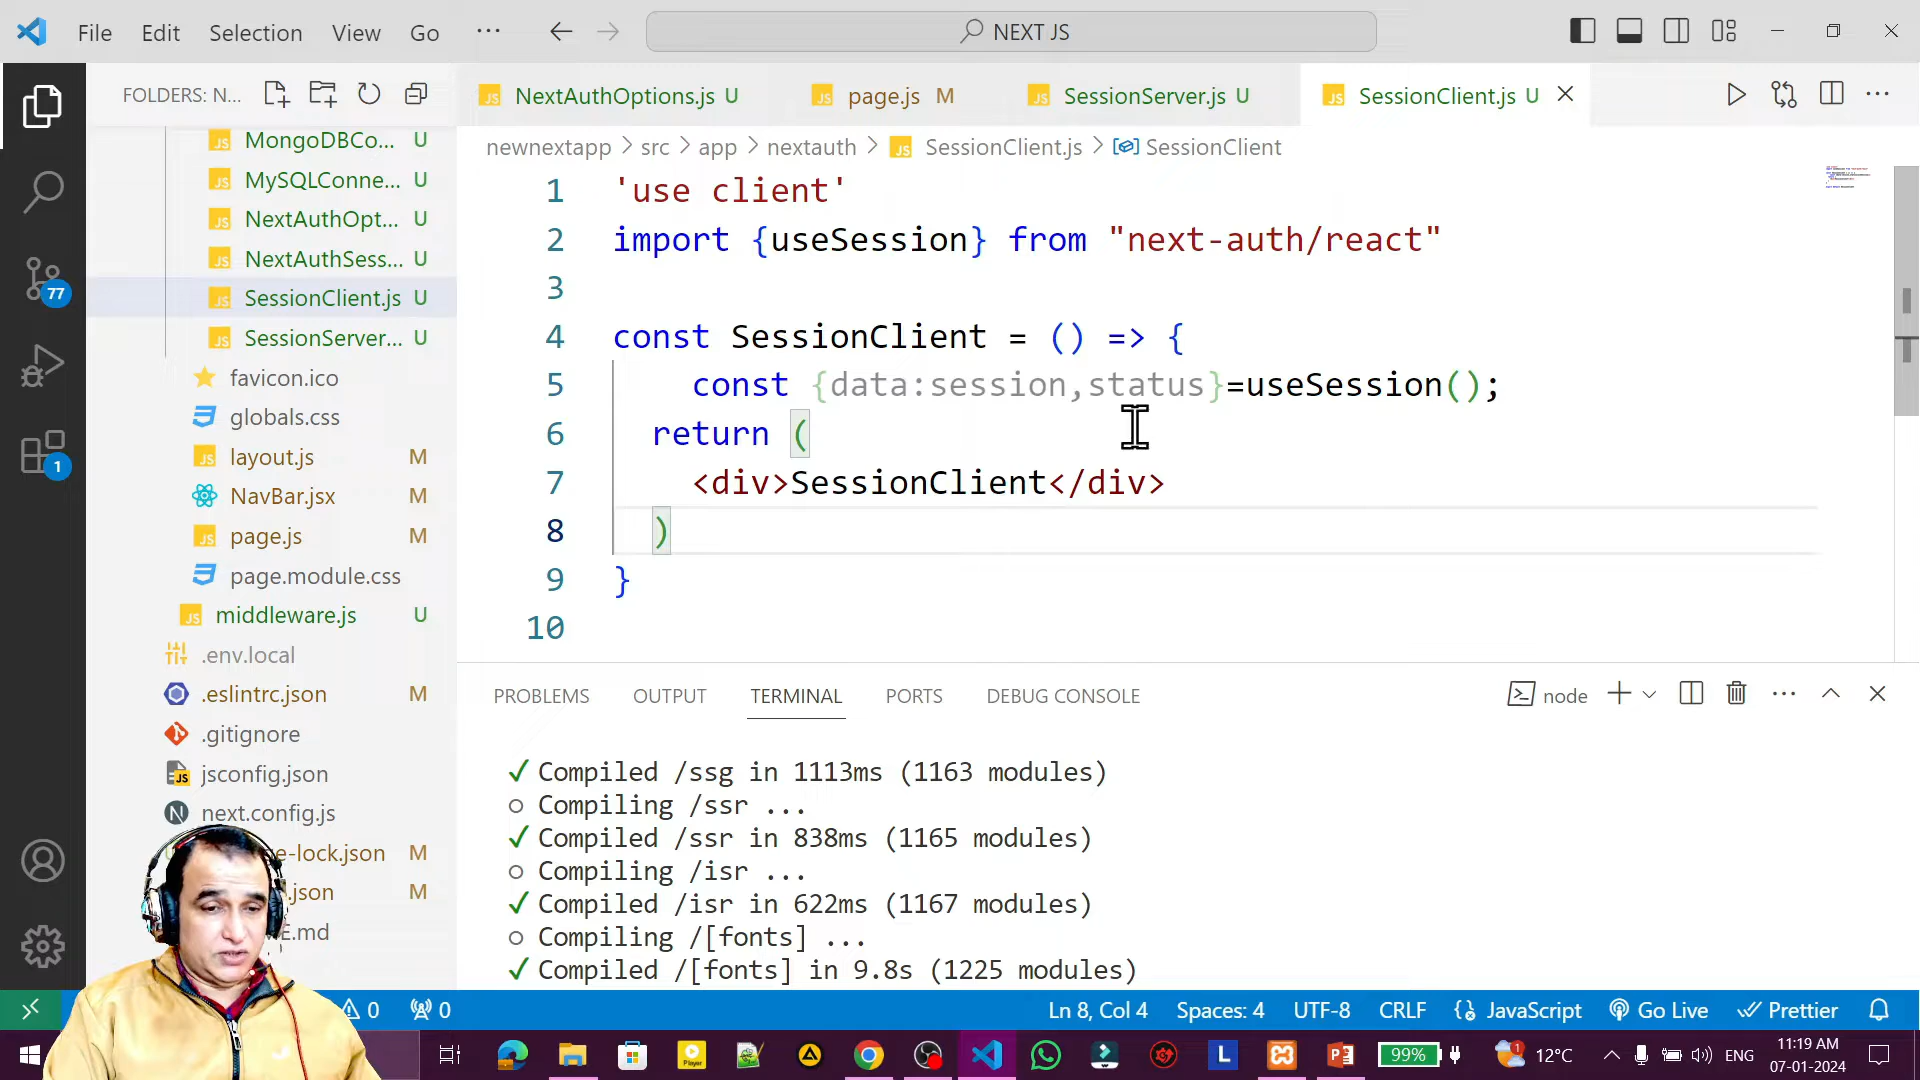 File Edit Selection View Go ... NEXT JS
FOLDERS: N...
NextAuthOptions.js U page.js M SessionServer.js U SessionClient.js U
newnextapp > src > app > nextauth > SessionClient.js > SessionClient
MongoDBCo... U
MySQLConne... U
NextAuthOpt... U
NextAuthSess... U
SessionClient.js U
SessionServer... U
favicon.ico
globals.css
layout.js M
NavBar.jsx M
page.js M
page.module.css
middleware.js U
.env.local
.eslintrc.json M
.gitignore
jsconfig.json
next.config.js
e-lock.json M
.json M
E.md
77
1
1 'use client'
2 import {useSession} from "next-auth/react"
3
4 const SessionClient = () => {
5 const {data:session,status}=useSession();
6 return (
7 <div>SessionClient</div>
8 )
9 }
10
PROBLEMS OUTPUT TERMINAL PORTS DEBUG CONSOLE node
✓ Compiled /ssg in 1113ms (1163 modules)
○ Compiling /ssr ...
✓ Compiled /ssr in 838ms (1165 modules)
○ Compiling /isr ...
✓ Compiled /isr in 622ms (1167 modules)
○ Compiling /[fonts] ...
✓ Compiled /[fonts] in 9.8s (1225 modules)
0 0 Ln 8, Col 4 Spaces: 4 UTF-8 CRLF JavaScript Go Live Prettier
Player L 99% 1 12°C ENG 11:19 AM
07-01-2024